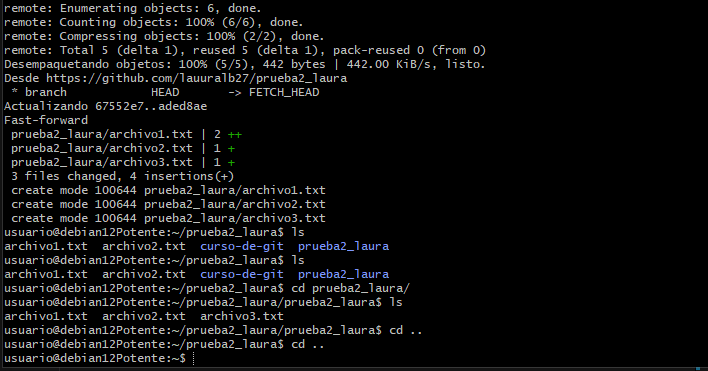 remote: Enumerating objects: 6, done.
remote: Counting objects: 100% (6/6), done.
remote: Compressing objects: 100% (2/2), done.
remote: Total 5 (delta 1), reused 5 (delta 1), pack-reused 0 (from 0)
Desempaquetando objetos: 100% (5/5), 442 bytes | 442.00 KiB/s, listo.
Desde https://github.com/lauuralb27/prueba2_laura
 * branch            HEAD       -> FETCH_HEAD
Actualizando 67552e7..aded8ae
Fast-forward
 prueba2_laura/archivo1.txt | 2 ++
 prueba2_laura/archivo2.txt | 1 +
 prueba2_laura/archivo3.txt | 1 +
 3 files changed, 4 insertions(+)
 create mode 100644 prueba2_laura/archivo1.txt
 create mode 100644 prueba2_laura/archivo2.txt
 create mode 100644 prueba2_laura/archivo3.txt
usuario@debian12Potente:~/prueba2_laura$ ls
archivo1.txt  archivo2.txt  curso-de-git  prueba2_laura
usuario@debian12Potente:~/prueba2_laura$ ls
archivo1.txt  archivo2.txt  curso-de-git  prueba2_laura
usuario@debian12Potente:~/prueba2_laura$ cd prueba2_laura/
usuario@debian12Potente:~/prueba2_laura/prueba2_laura$ ls
archivo1.txt  archivo2.txt  archivo3.txt
usuario@debian12Potente:~/prueba2_laura/prueba2_laura$ cd ..
usuario@debian12Potente:~/prueba2_laura$ cd ..
usuario@debian12Potente:~$